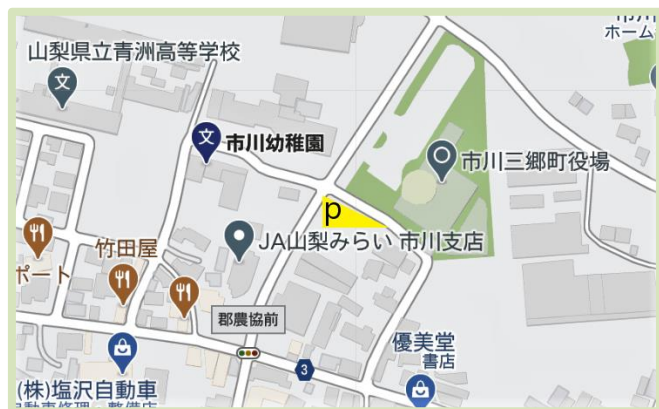 市川
ホーム
山梨県立青洲高等学校
文
文
市川幼稚園
市川三郷町役場
p
JA山梨みらい 市川支店
竹田屋
ポート
郡農協前
優美堂
書店
3
(株)塩沢自動車